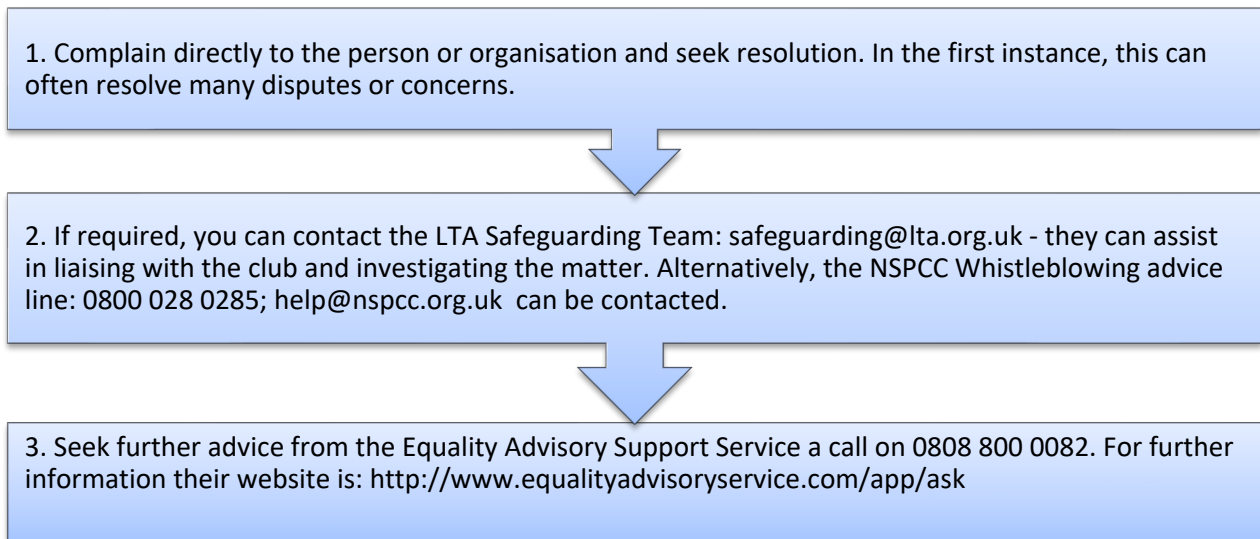 1. Complain directly to the person or organisation and seek resolution. In the first instance, this can
often resolve many disputes or concerns.
2. If required, you can contact the LTA Safeguarding Team: safeguarding@lta.org.uk - they can assist
in liaising with the club and investigating the matter. Alternatively, the NSPCC Whistleblowing advice
line: 0800 028 0285; help@nspcc.org.uk  can be contacted.
3. Seek further advice from the Equality Advisory Support Service a call on 0808 800 0082. For further
information their website is: http://www.equalityadvisoryservice.com/app/ask